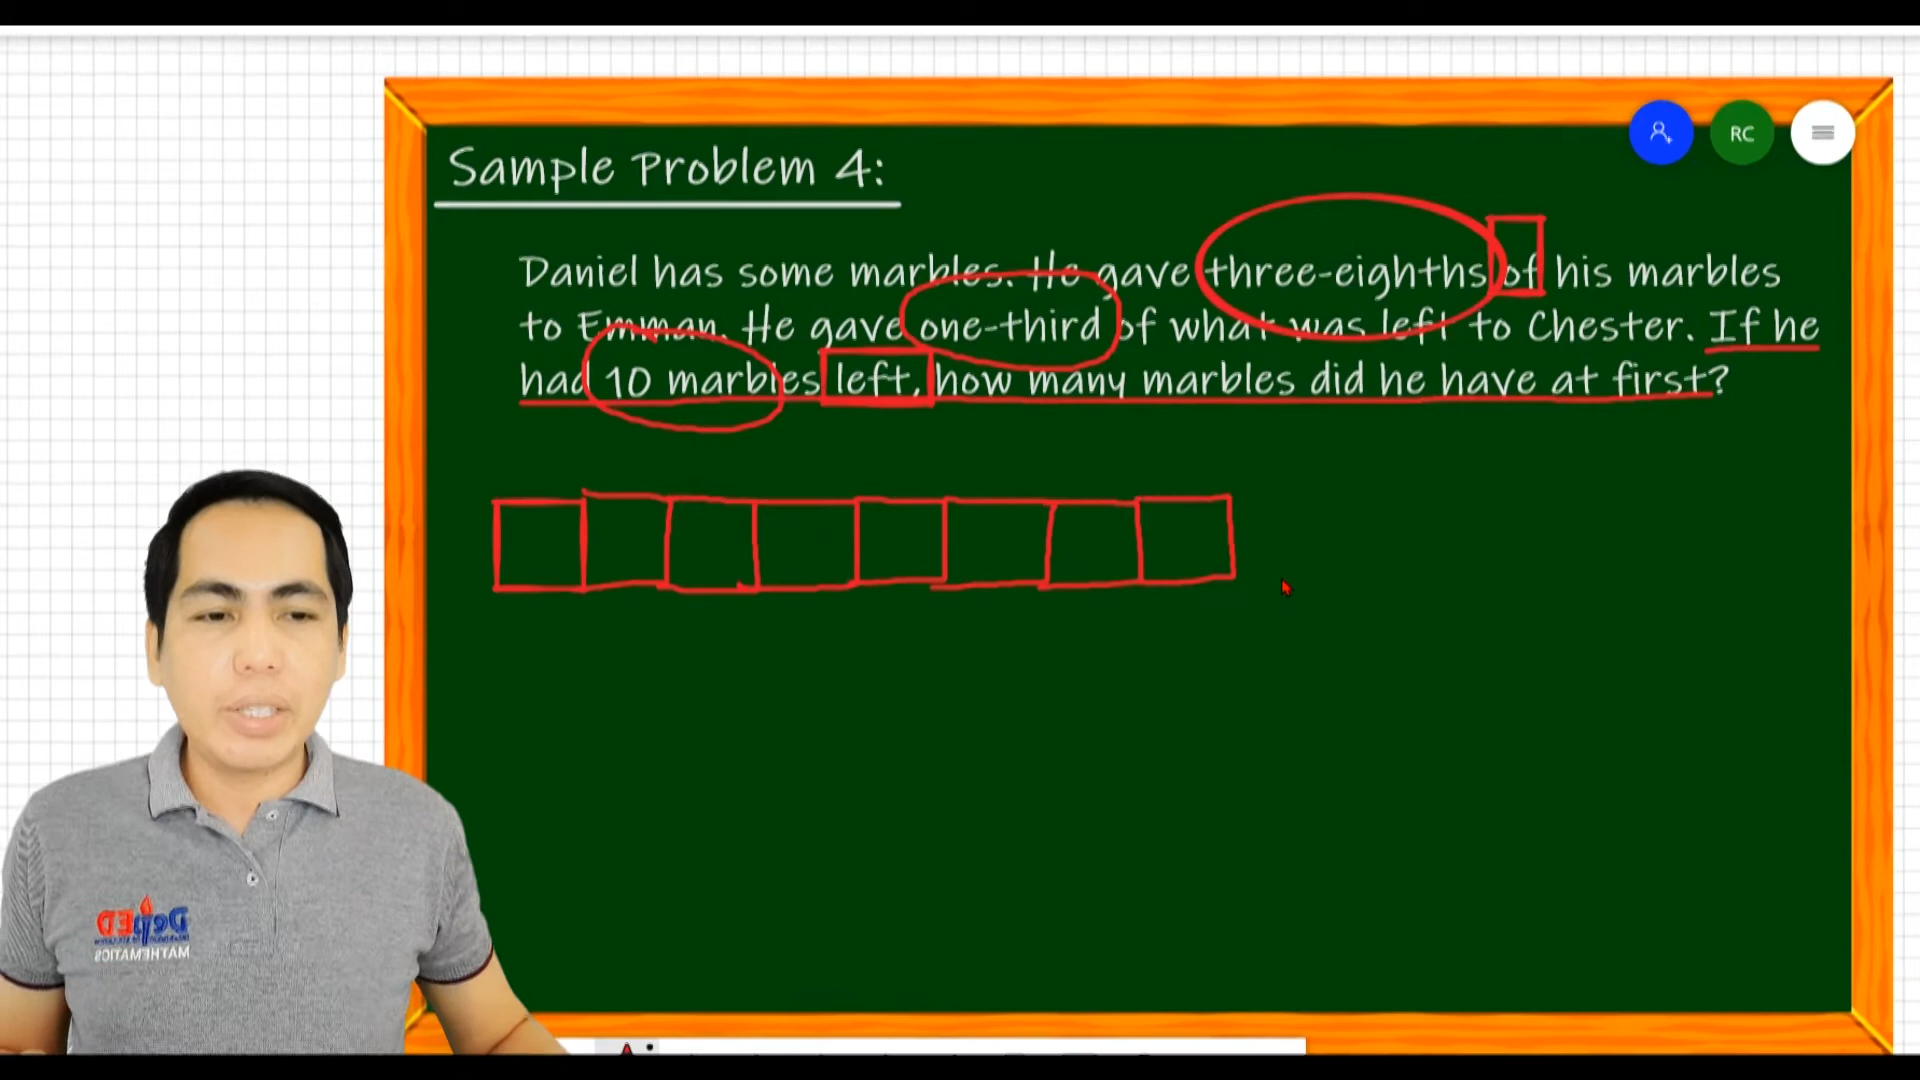 Sample Problem 4:
RC
Daniel has some marbles. He gave three-eighths of his marbles
to Emman. He gave one-third of what was left to Chester. If he
had 10 marbles left, how many marbles did he have at first?
DepED
MATHEMATICS